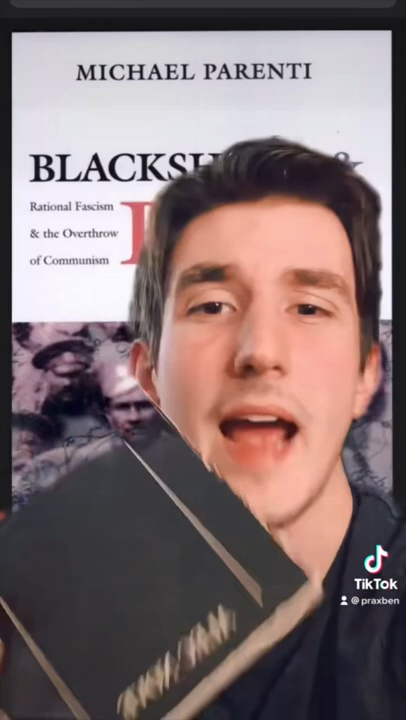 MICHAEL PARENTI
BLACKSH &
Rational Fascism
& the Overthrow
of Communism
TikTok
@praxben